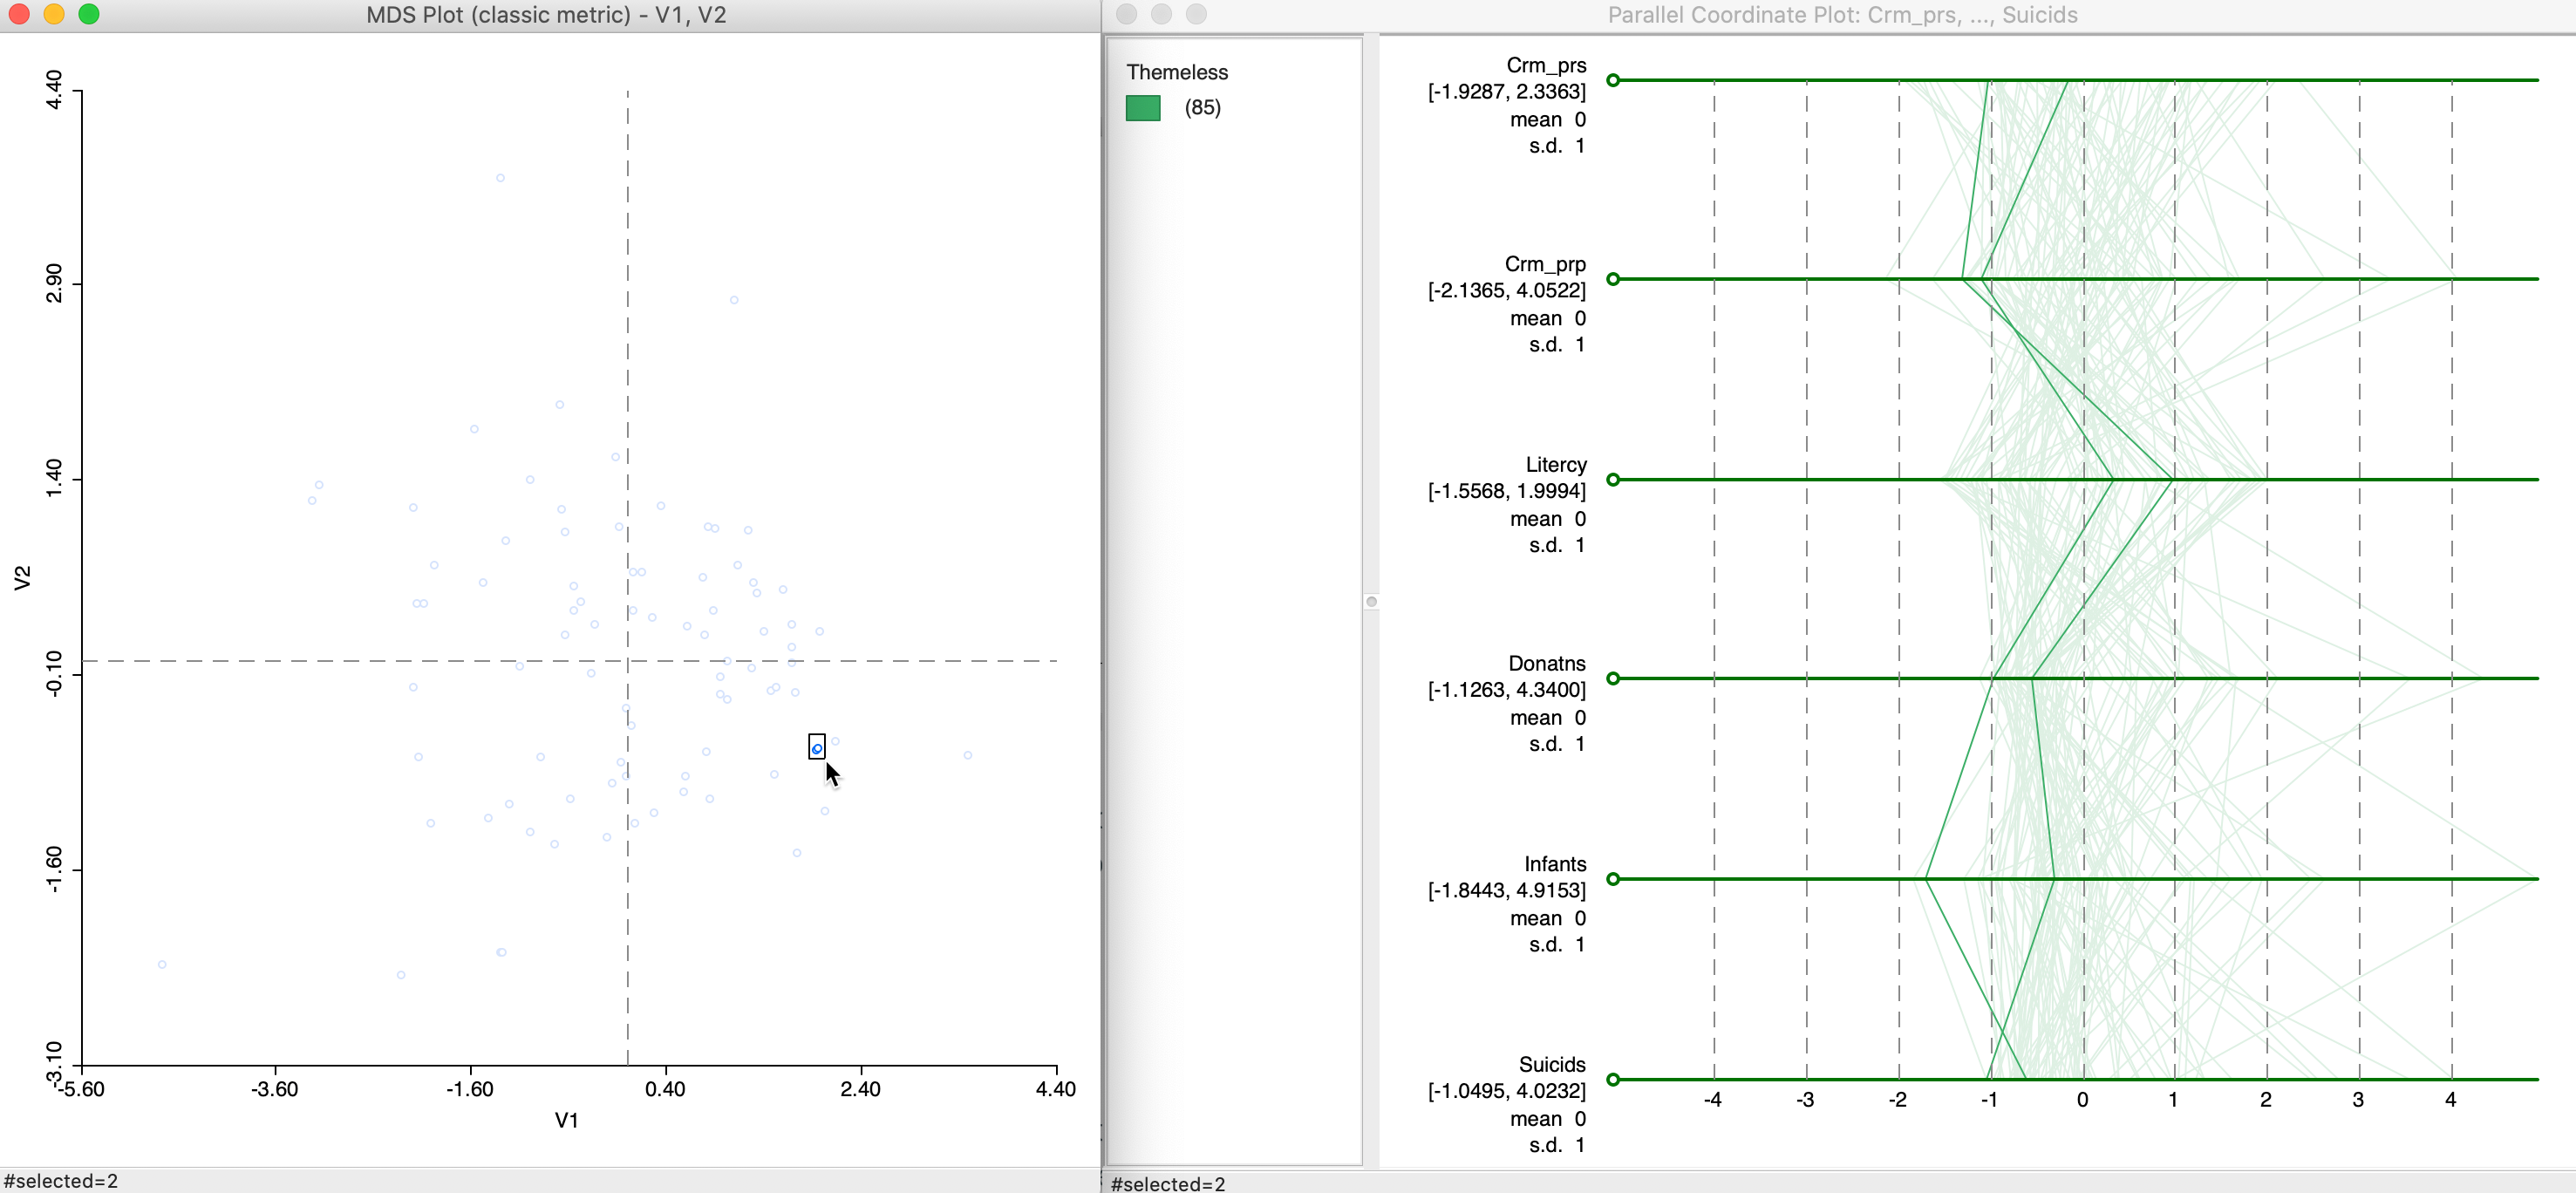 MDS Plot (classic metric) - V1, V2
4.40
2.90
1.40
-0.10
-1.60
-3.10
V2
-5.60
-3.60
-1.60
0.40
2.40
4.40
V1
#selected=2
Parallel Coordinate Plot: Crm_prs, ..., Suicids
Themeless
(85)
Crm_prs
[-1.9287, 2.3363]
mean 0
s.d. 1
Crm_prp
[-2.1365, 4.0522]
mean 0
s.d. 1
Litercy
[-1.5568, 1.9994]
mean 0
s.d. 1
Donatns
[-1.1263, 4.3400]
mean 0
s.d. 1
Infants
[-1.8443, 4.9153]
mean 0
s.d. 1
Suicids
[-1.0495, 4.0232]
mean 0
s.d. 1
-4
-3
-2
-1
0
1
2
3
4
#selected=2